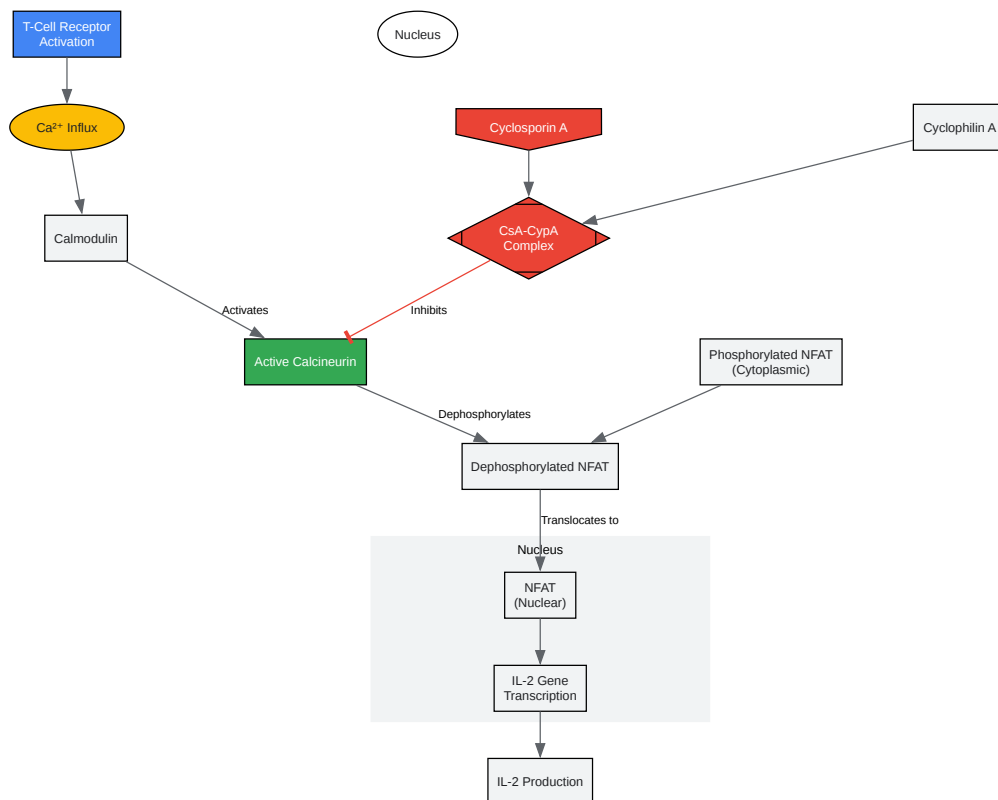 T-Cell Receptor
Activation
Nucleus
Ca²⁺ Influx
Cyclosporin A
Cyclophilin A
Calmodulin
CsA-CypA
Complex
Activates
Inhibits
Active Calcineurin
Phosphorylated NFAT
(Cytoplasmic)
Dephosphorylates
Dephosphorylated NFAT
Translocates to
Nucleus
NFAT
(Nuclear)
IL-2 Gene
Transcription
IL-2 Production